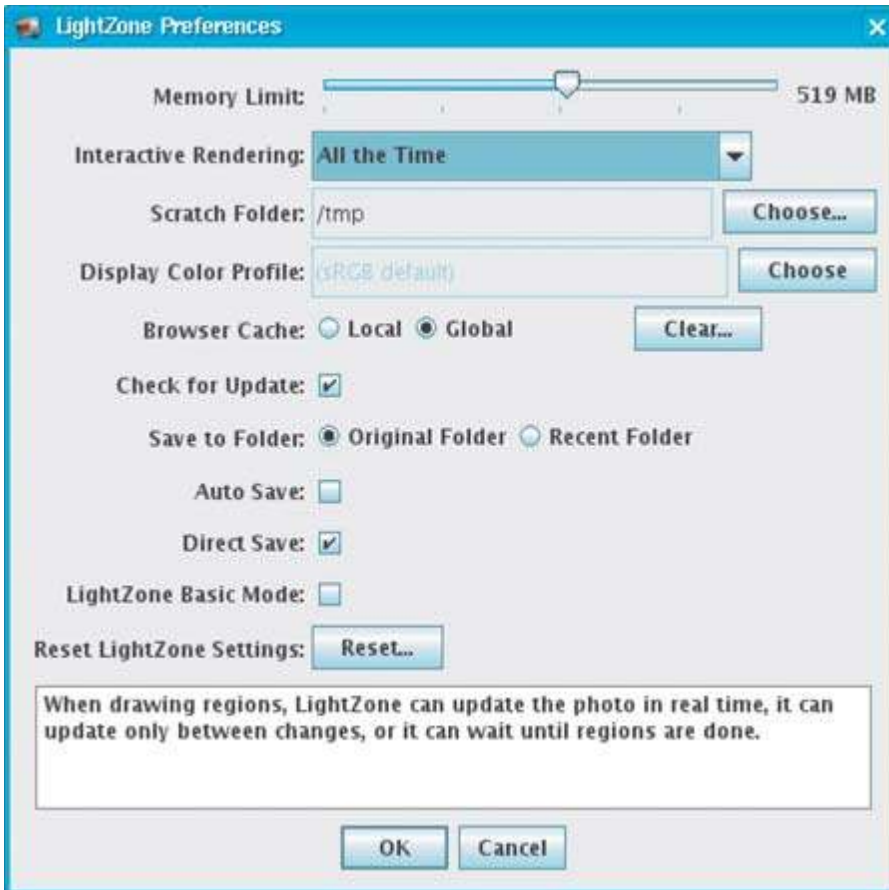 LightZone Preferences
Memory Limit: 519 MB
Interactive Rendering: All the Time
Scratch Folder: /tmp Choose...
Display Color Profile: (sRGB default) Choose
Browser Cache: Local Global Clear...
Check for Update:
Save to Folder: Original Folder Recent Folder
Auto Save:
Direct Save:
LightZone Basic Mode:
Reset LightZone Settings: Reset...
When drawing regions, LightZone can update the photo in real time, it can
update only between changes, or it can wait until regions are done.
OK Cancel